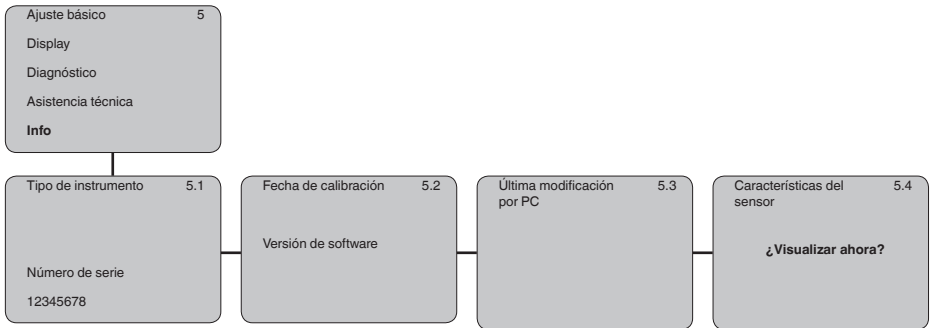 Ajuste básico 5
Display
Diagnóstico
Asistencia técnica
Info
Tipo de instrumento 5.1
Número de serie
12345678
Fecha de calibración 5.2
Versión de software
Última modificación 5.3
por PC
Características del 5.4
sensor
¿Visualizar ahora?